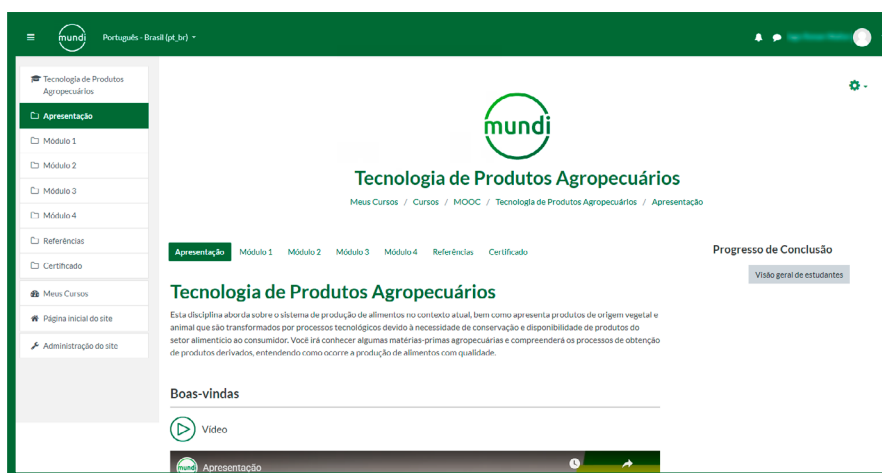 mundi
Português - Brasil (pt_br)
Tecnologia de Produtos
Agropecuários
Apresentação
Módulo 1
Módulo 2
Módulo 3
Módulo 4
Referências
Certificado
Meus Cursos
Página inicial do site
Administração do site
mundi
Tecnologia de Produtos Agropecuários
Meus Cursos / Cursos / MOOC / Tecnologia de Produtos Agropecuários / Apresentação
Apresentação Módulo 1 Módulo 2 Módulo 3 Módulo 4 Referências Certificado
Tecnologia de Produtos Agropecuários
Esta disciplina aborda sobre o sistema de produção de alimentos no contexto atual, bem como apresenta produtos de origem vegetal e
animal que são transformados por processos tecnológicos devido à necessidade de conservação e disponibilidade de produtos do
setor alimentício ao consumidor. Você irá conhecer algumas matérias-primas agropecuárias e compreenderá os processos de obtenção
de produtos derivados, entendendo como ocorre a produção de alimentos com qualidade.
Boas-vindas
Vídeo
mundi Apresentação
Progresso de Conclusão
Visão geral de estudantes